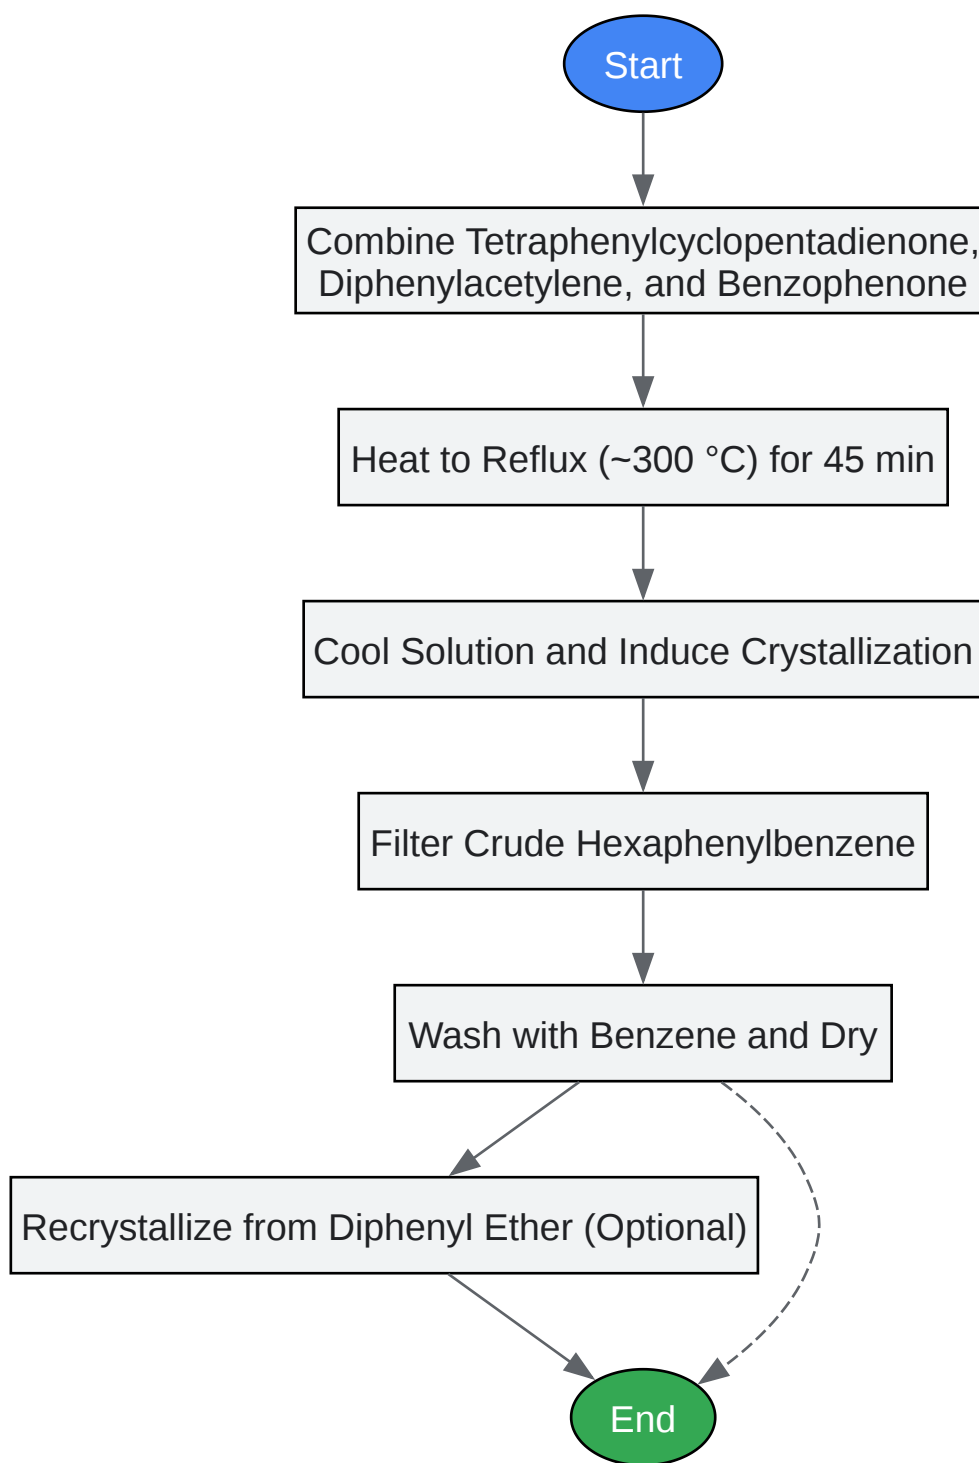 Start
Combine Tetraphenylcyclopentadienone,
Diphenylacetylene, and Benzophenone
Heat to Reflux (~300 °C) for 45 min
Cool Solution and Induce Crystallization
Filter Crude Hexaphenylbenzene
Wash with Benzene and Dry
Recrystallize from Diphenyl Ether (Optional)
End